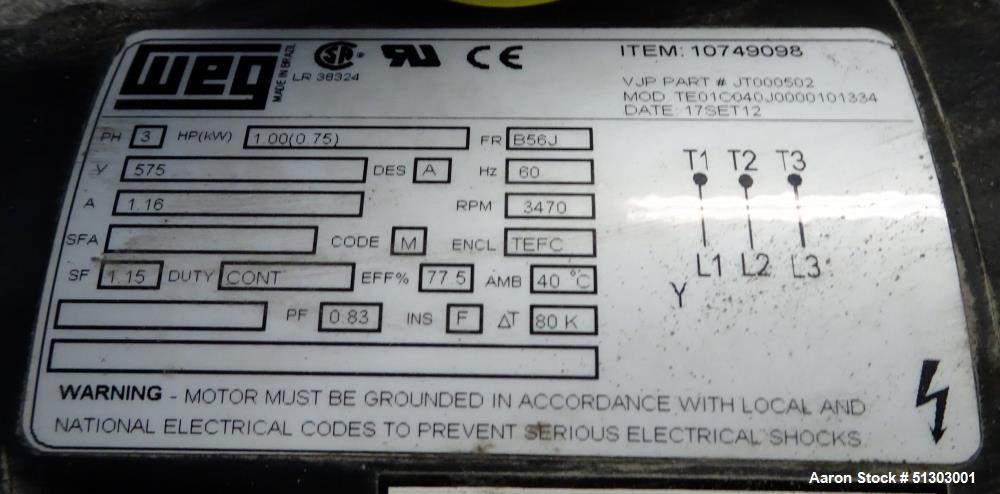 WEG
MADE IN BRAZIL
LR 38324
CE
ITEM: 10749098
VJP PART # JT000502
MOD TE01C040J0000101334
DATE: 17SET12
PH 3 HP(kW) 1.00(0 75) FR B56J
V 575 DES A Hz 60
A 1.16 RPM 3470
SFA CODE M ENCL TEFC
SF 1.15 DUTY CONT EFF% 77.5 AMB 40 °C
PF 0.83 INS F ΔT 80 K
T1 T2 T3
L1 L2 L3
Y
WARNING - MOTOR MUST BE GROUNDED IN ACCORDANCE WITH LOCAL AND
NATIONAL ELECTRICAL CODES TO PREVENT SERIOUS ELECTRICAL SHOCKS
Aaron Stock # 51303001